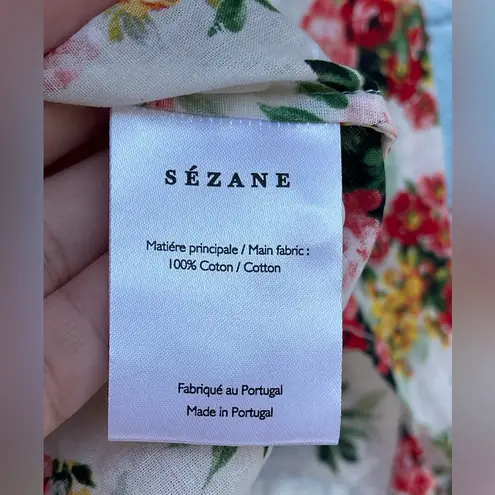 SÉZANE
Matiére principale / Main fabric :
100% Coton / Cotton
Fabriqué au Portugal
Made in Portugal